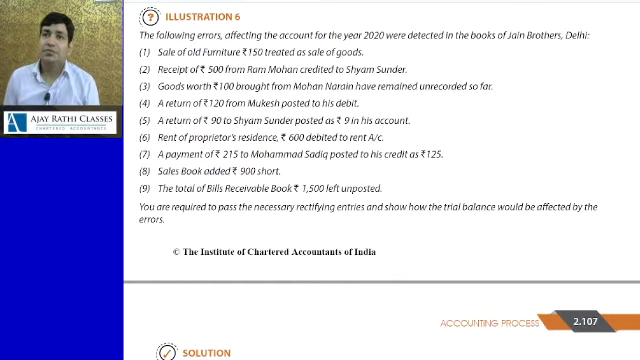 ILLUSTRATION 6
The following errors, affecting the account for the year 2020 were detected in the books of Jain Brothers, Delhi:
(1) Sale of old Furniture ₹150 treated as sale of goods.
(2) Receipt of ₹ 500 from Ram Mohan credited to Shyam Sunder.
(3) Goods worth ₹100 brought from Mohan Narain have remained unrecorded so far.
(4) A return of ₹120 from Mukesh posted to his debit.
(5) A return of ₹ 90 to Shyam Sunder posted as ₹ 9 in his account.
(6) Rent of proprietor's residence, ₹ 600 debited to rent A/c.
(7) A payment of ₹ 215 to Mohammad Sadiq posted to his credit as ₹ 125.
(8) Sales Book added ₹ 900 short.
(9) The total of Bills Receivable Book ₹ 1,500 left unposted.
You are required to pass the necessary rectifying entries and show how the trial balance would be affected by the
errors.
AJAY RATHI CLASSES
CHARTERED ACCOUNTANTS
© The Institute of Chartered Accountants of India
ACCOUNTING PROCESS 2.107
SOLUTION